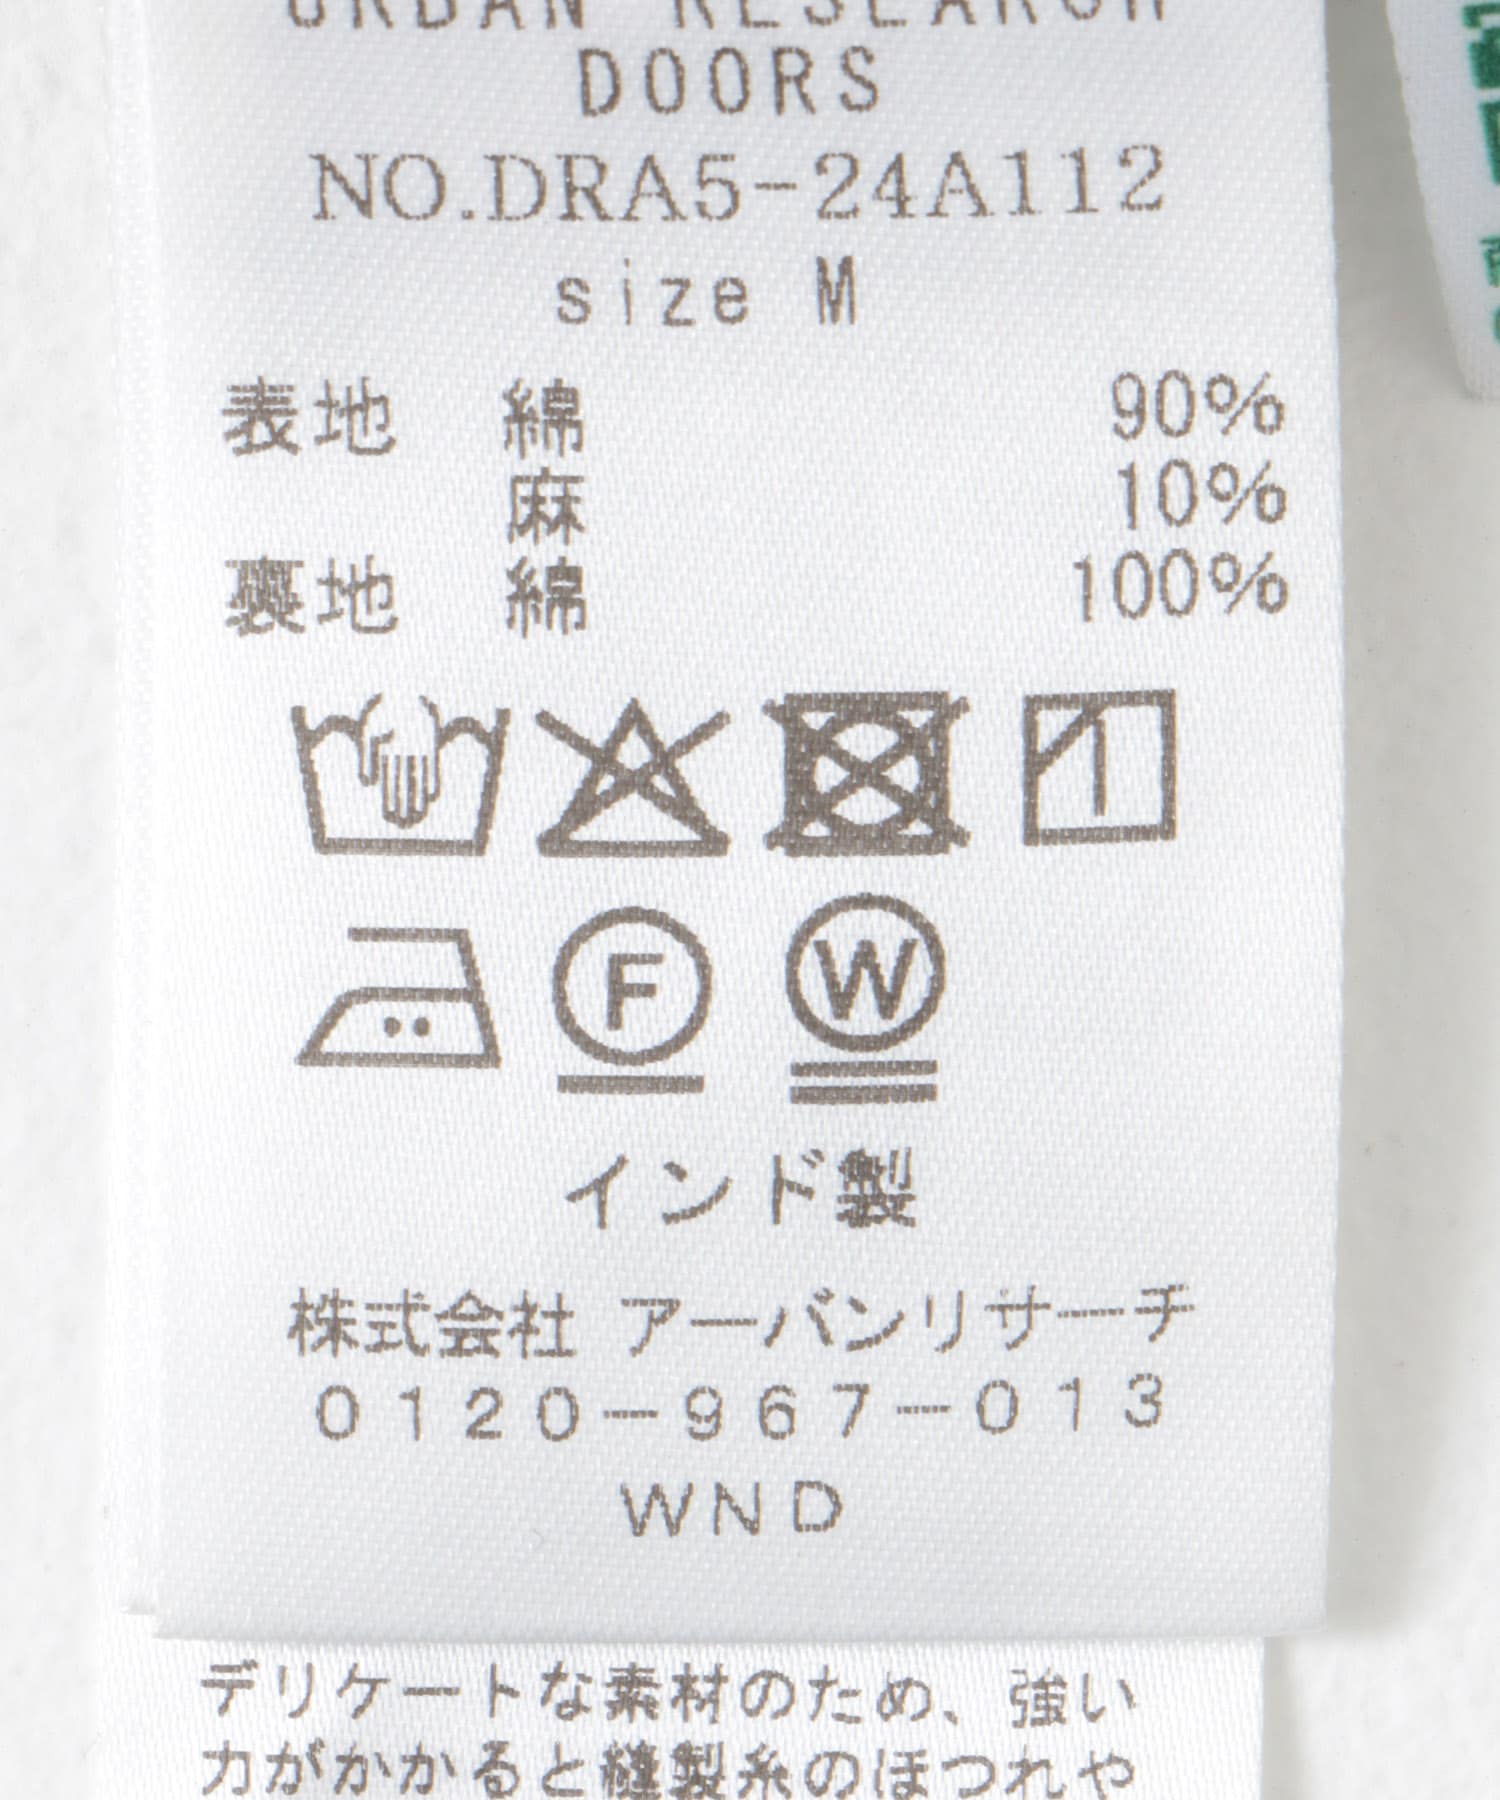 URBAN RESEARCH
DOORS
NO.DRA5-24A112
size M
表地 綿 90%
麻 10%
裏地 綿 100%
F W
インド製
株式会社 アーバンリサーチ
0120-967-013
WND
デリケートな素材のため、強い
力がかかると縫製糸のほつれや